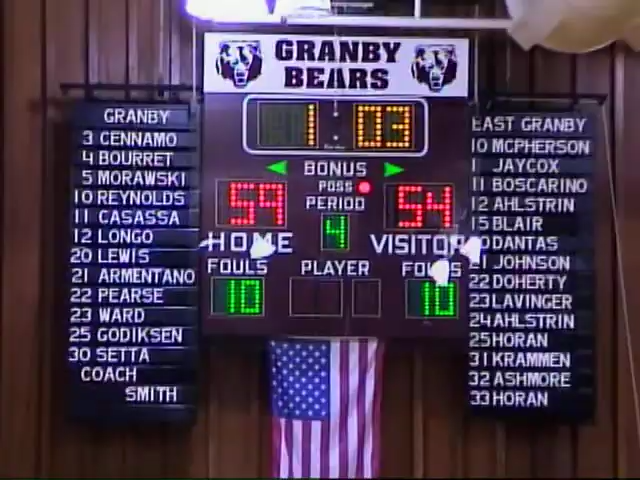 GRANBY
BEARS
1:03
BONUS
POSS
PERIOD
59
54
4
HOME
VISITOR
FOULS
PLAYER
FOULS
10
10
GRANBY
3 CENNAMO
4 BOURRET
5 MORAWSKI
10 REYNOLDS
11 CASASSA
12 LONGO
20 LEWIS
21 ARMENTANO
22 PEARSE
23 WARD
25 GODIKSEN
30 SETTA
COACH
SMITH
EAST GRANBY
10 MCPHERSON
1 JAYCOX
11 BOSCARINO
12 AHLSTRIN
15 BLAIR
DANTAS
21 JOHNSON
22 DOHERTY
23 LAVINGER
24 AHLSTRIN
25 HORAN
31 KRAMMEN
32 ASHMORE
33 HORAN